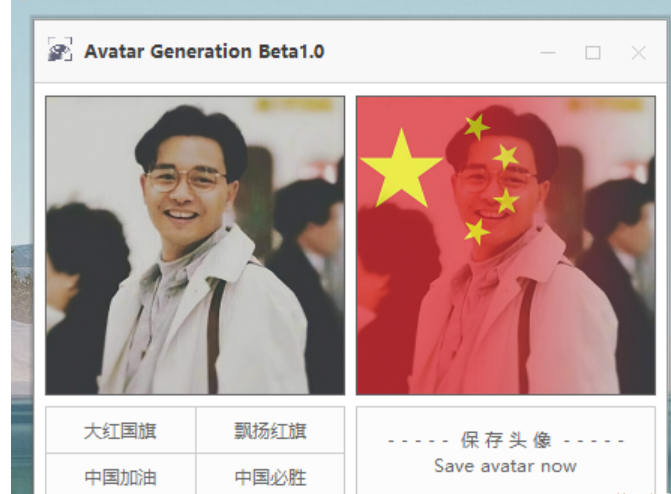 Avatar Generation Beta1.0
大红国旗 飘扬红旗
中国加油 中国必胜
- - - - - 保 存 头 像 - - - - -
Save avatar now